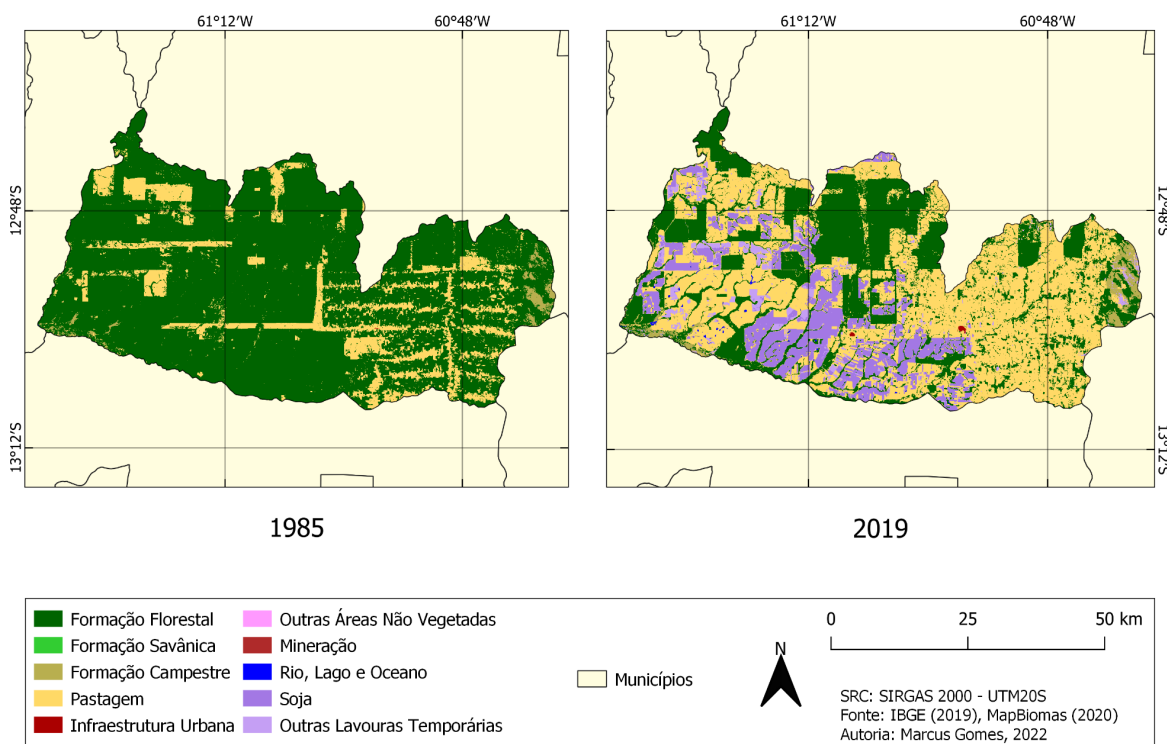 61°12'W 60°48'W 61°12'W 60°48'W
12°48'S 12°48'S
13°12'S 13°12'S
1985 2019
Formação Florestal
Formação Savânica
Formação Campestre
Pastagem
Infraestrutura Urbana
Outras Áreas Não Vegetadas
Mineração
Rio, Lago e Oceano
Soja
Outras Lavouras Temporárias
Municípios
N
0 25 50 km
SRC: SIRGAS 2000 - UTM20S
Fonte: IBGE (2019), MapBiomas (2020)
Autoria: Marcus Gomes, 2022